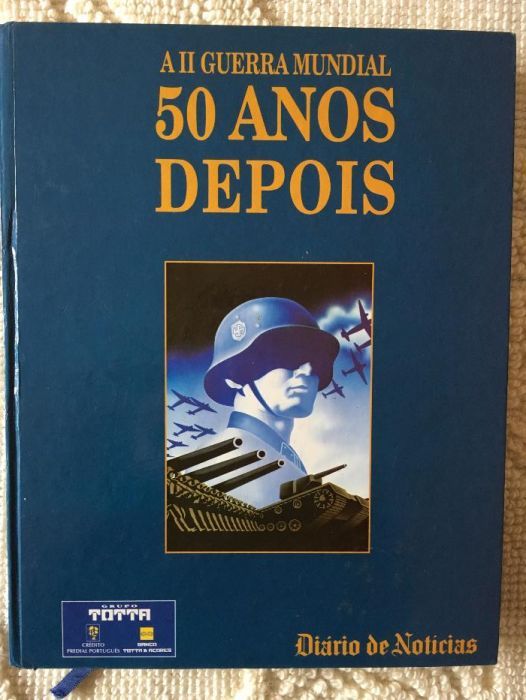 A II GUERRA MUNDIAL
50 ANOS
DEPOIS
GRUPO
TOTTA
CRÉDITO
PREDIAL PORTUGUÊS
BANCO
TOTTA & AÇORES
Diário de Notícias